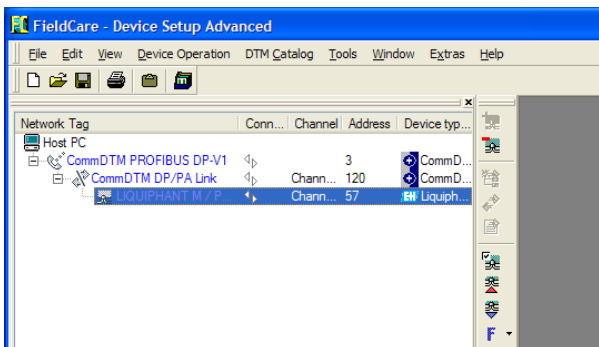 FieldCare - Device Setup Advanced
File Edit View Device Operation DTM Catalog Tools Window Extras Help
Network Tag Conn... Channel Address Device typ...
Host PC
CommDTM PROFIBUS DP-V1 3 CommD...
CommDTM DP/PA Link Chann... 120 CommD...
LIQUIPHANT M / P... Chann... 57 EH Liquiph...
F